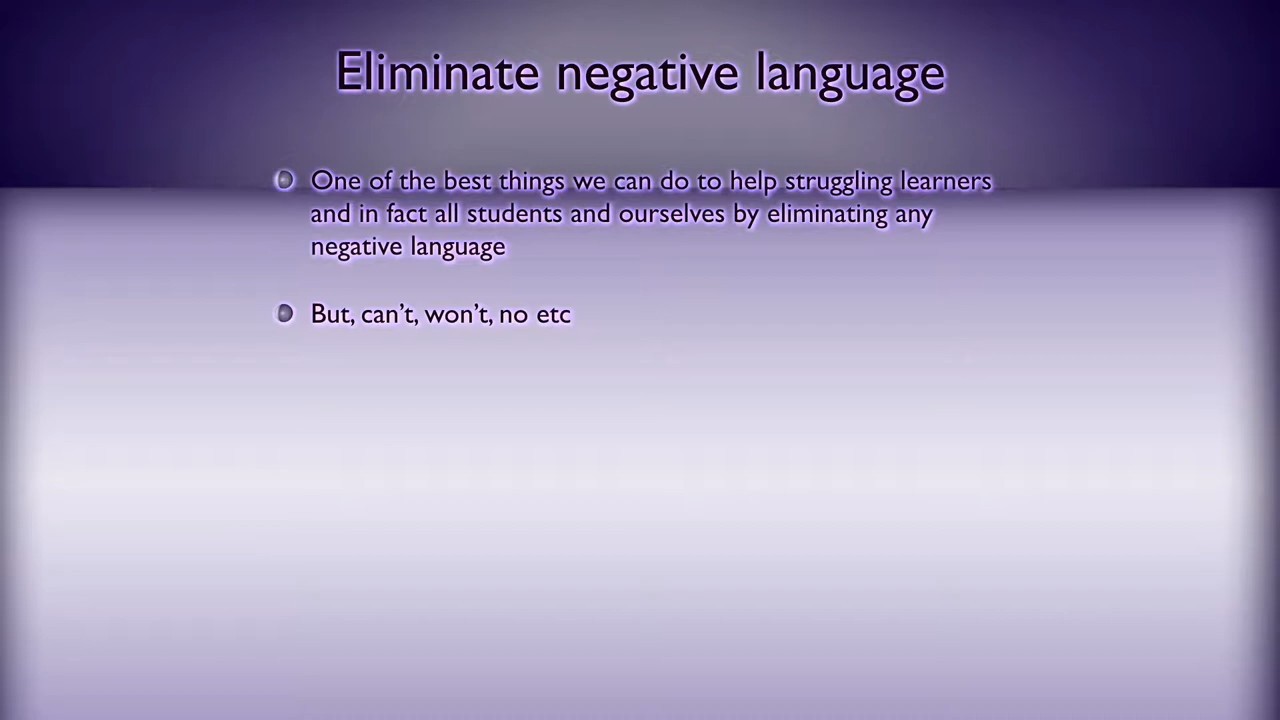 Eliminate negative language
One of the best things we can do to help struggling learners
and in fact all students and ourselves by eliminating any
negative language
But, can’t, won’t, no etc